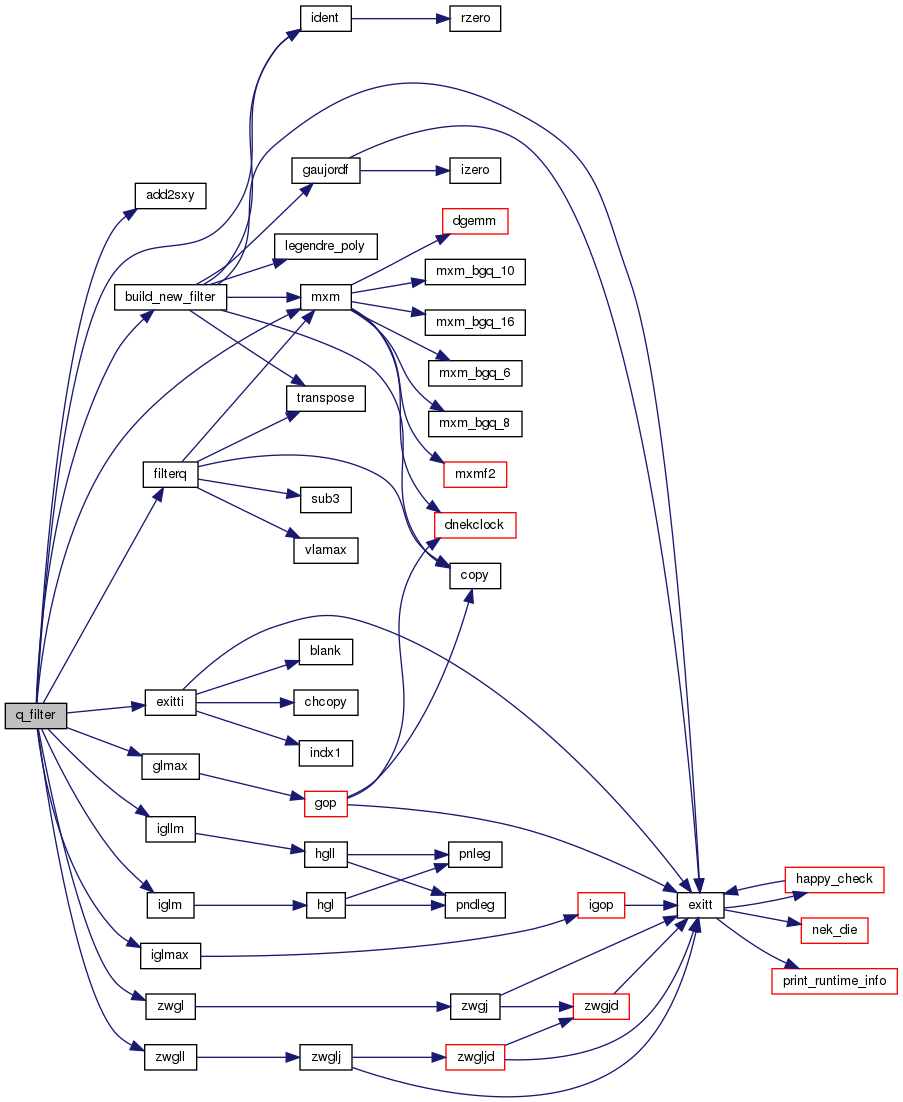 ident
rzero
gaujordf
izero
add2sxy
dgemm
legendre_poly
mxm_bgq_10
build_new_filter
mxm
mxm_bgq_16
mxm_bgq_6
transpose
mxm_bgq_8
filterq
mxmf2
sub3
dnekclock
vlamax
copy
blank
exitti
chcopy
q_filter
indx1
glmax
gop
igllm
hgll
pnleg
happy_check
iglm
hgl
pndleg
igop
exitt
nek_die
iglmax
print_runtime_info
zwgl
zwgj
zwgjd
zwgll
zwglj
zwgljd